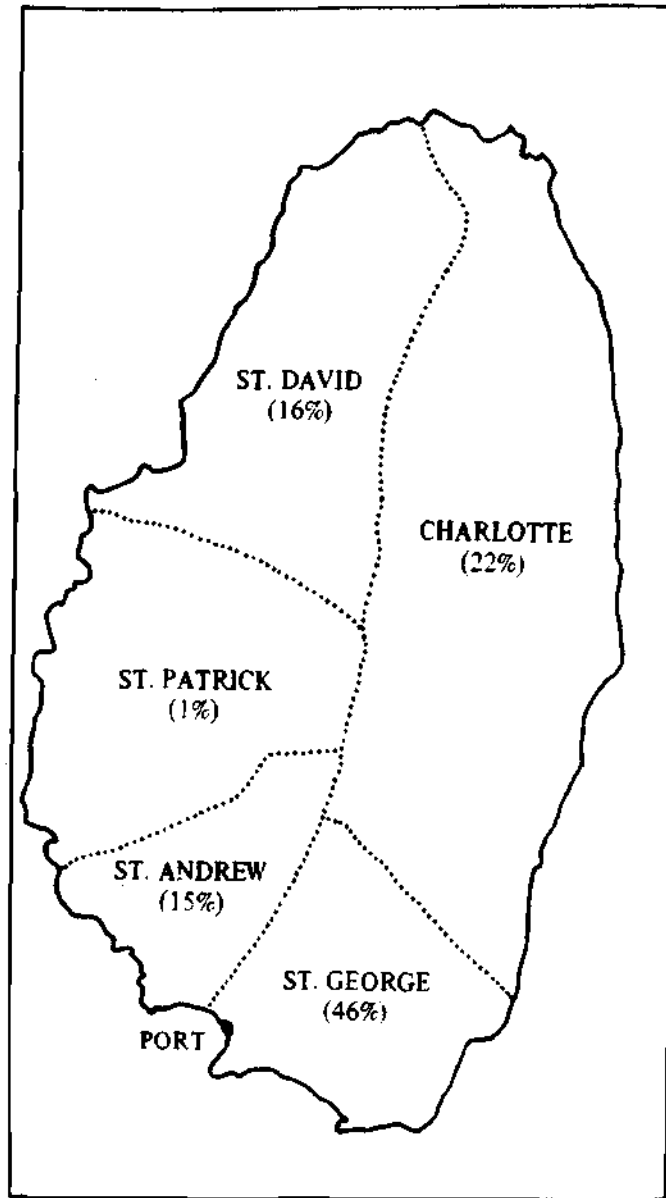 ST. DAVID
(16%)
CHARLOTTE
(22%)
ST. PATRICK
(1%)
ST. ANDREW
(15%)
ST. GEORGE
(46%)
PORT